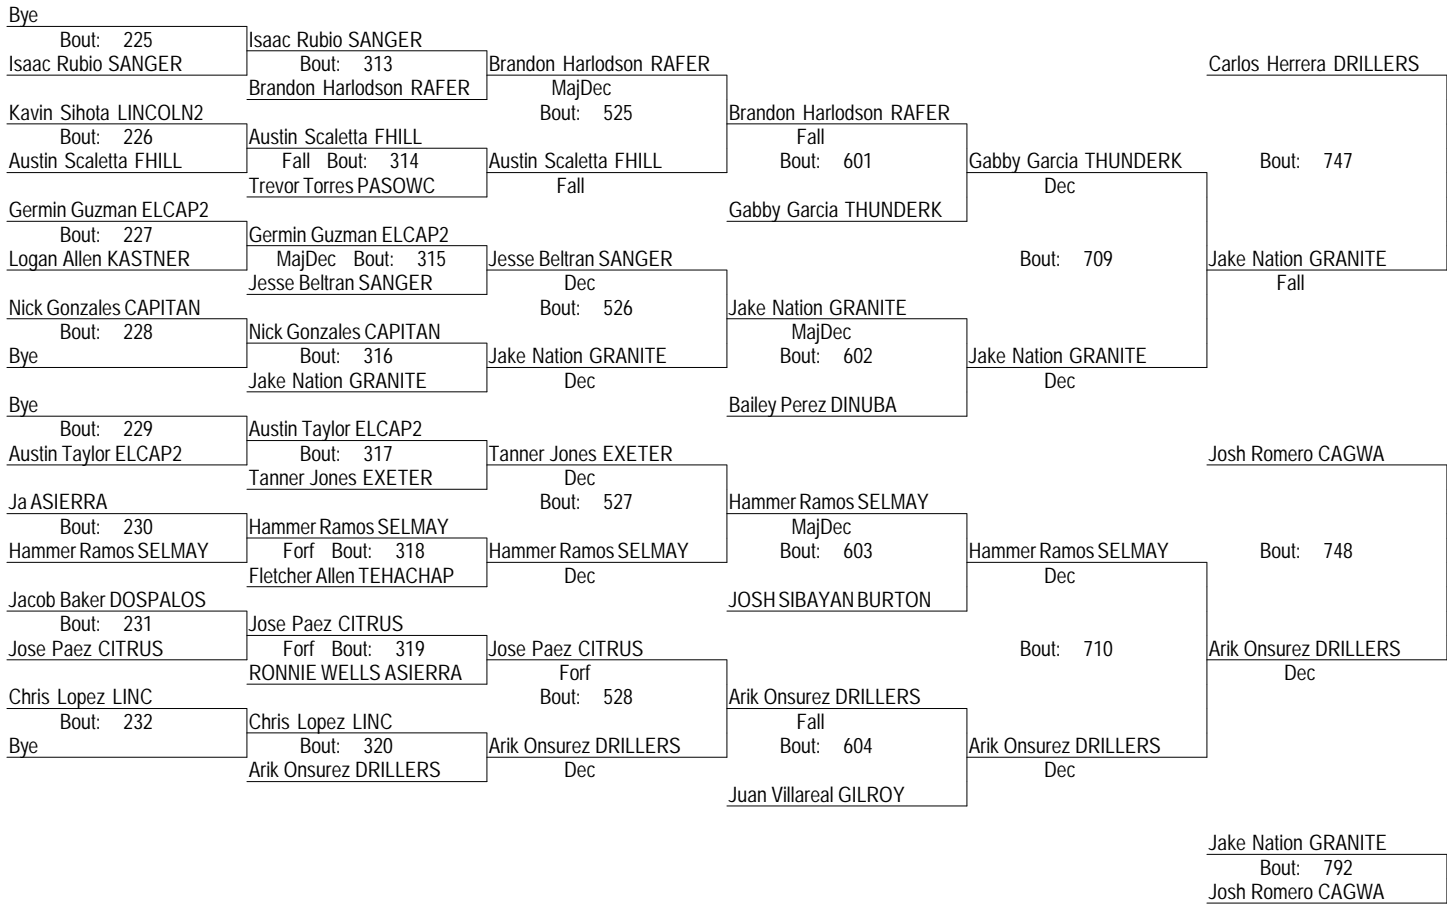 Bye
Bout: 225 Isaac Rubio SANGER
Isaac Rubio SANGER Bout: 313 Brandon Harlodson RAFER Carlos Herrera DRILLERS
Brandon Harlodson RAFER MajDec
Kavin Sihota LINCOLN2 Bout: 525 Brandon Harlodson RAFER
Bout: 226 Austin Scaletta FHILL Fall
Austin Scaletta FHILL Fall Bout: 314 Austin Scaletta FHILL Bout: 601 Gabby Garcia THUNDERK Bout: 747
Trevor Torres PASOWC Fall Dec
Germin Guzman ELCAP2 Gabby Garcia THUNDERK
Bout: 227 Germin Guzman ELCAP2
Logan Allen KASTNER MajDec Bout: 315 Jesse Beltran SANGER Bout: 709 Jake Nation GRANITE
Jesse Beltran SANGER Dec Fall
Nick Gonzales CAPITAN Bout: 526 Jake Nation GRANITE
Bout: 228 Nick Gonzales CAPITAN MajDec
Bye Bout: 316 Jake Nation GRANITE Bout: 602 Jake Nation GRANITE
Jake Nation GRANITE Dec Dec
Bye Bailey Perez DINUBA
Bout: 229 Austin Taylor ELCAP2
Austin Taylor ELCAP2 Bout: 317 Tanner Jones EXETER Josh Romero CAGWA
Tanner Jones EXETER Dec
Ja ASIERRA Bout: 527 Hammer Ramos SELMAY
Bout: 230 Hammer Ramos SELMAY MajDec
Hammer Ramos SELMAY Forf Bout: 318 Hammer Ramos SELMAY Bout: 603 Hammer Ramos SELMAY Bout: 748
Fletcher Allen TEHACHAP Dec Dec
Jacob Baker DOSPALOS JOSH SIBAYAN BURTON
Bout: 231 Jose Paez CITRUS
Jose Paez CITRUS Forf Bout: 319 Jose Paez CITRUS Bout: 710 Arik Onsurez DRILLERS
RONNIE WELLS ASIERRA Forf Dec
Chris Lopez LINC Bout: 528 Arik Onsurez DRILLERS
Bout: 232 Chris Lopez LINC Fall
Bye Bout: 320 Arik Onsurez DRILLERS Bout: 604 Arik Onsurez DRILLERS
Arik Onsurez DRILLERS Dec Dec
Juan Villareal GILROY
Jake Nation GRANITE
Bout: 792
Josh Romero CAGWA